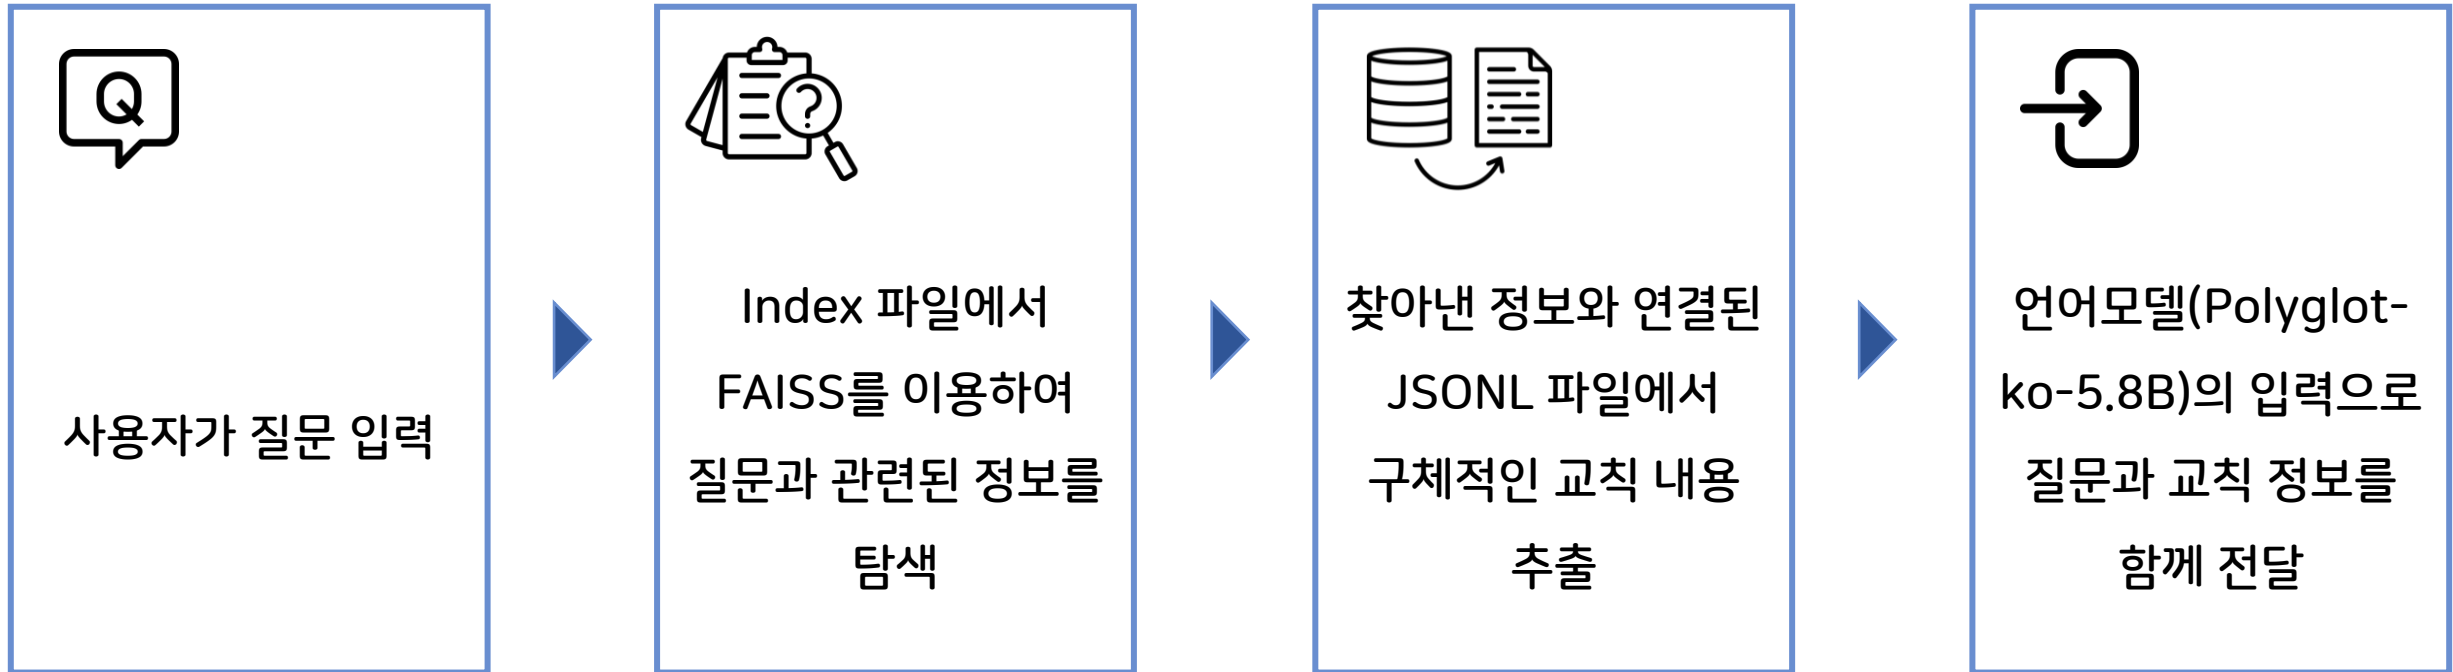 Q
사용자가 질문 입력
?
Index 파일에서
FAISS를 이용하여
질문과 관련된 정보를
탐색
찾아낸 정보와 연결된
JSONL 파일에서
구체적인 교칙 내용
추출
언어모델(Polyglot-
ko-5.8B)의 입력으로
질문과 교칙 정보를
함께 전달